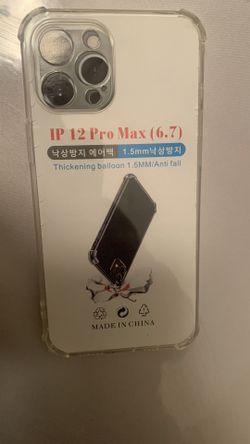 IP 12 Pro Max (6.7)
낙상방지 에어백 1.5mm낙상방지
Thickening balloon 1.5MM/Anti fall
MADE IN CHINA